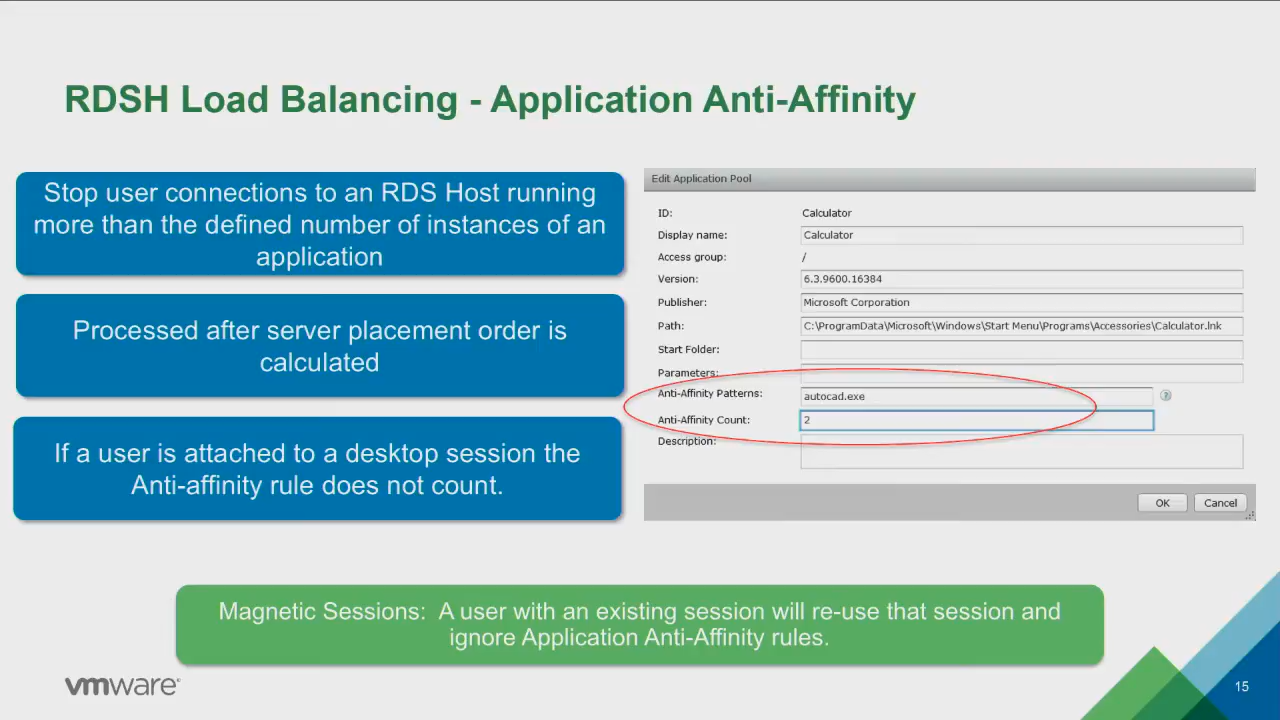 RDSH Load Balancing - Application Anti-Affinity
Stop user connections to an RDS Host running
more than the defined number of instances of an
application
Processed after server placement order is
calculated
If a user is attached to a desktop session the
Anti-affinity rule does not count.
Edit Application Pool
ID: Calculator
Display name: Calculator
Access group: /
Version: 6.3.9600.16384
Publisher: Microsoft Corporation
Path: C:\ProgramData\Microsoft\Windows\Start Menu\Programs\Accessories\Calculator.lnk
Start Folder:
Parameters:
Anti-Affinity Patterns: autocad.exe ?
Anti-Affinity Count: 2
Description:
OK Cancel
Magnetic Sessions: A user with an existing session will re-use that session and
ignore Application Anti-Affinity rules.
vmware
15